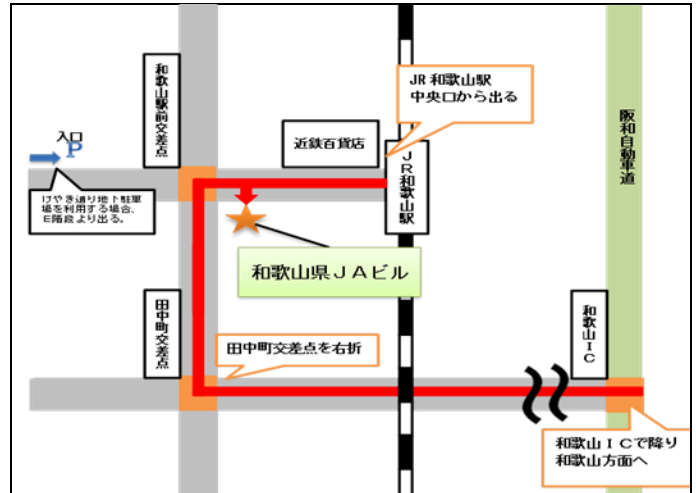 和歌山駅前交差点
JR 和歌山駅
中央口から出る
阪和自動車道
入口
P
近鉄百貨店
JR和歌山駅
けやき通り地下駐車
場を利用する場合、
E階段より出る。
和歌山県JAビル
田中町交差点
和歌山IC
田中町交差点を右折
和歌山ICで降り
和歌山方面へ